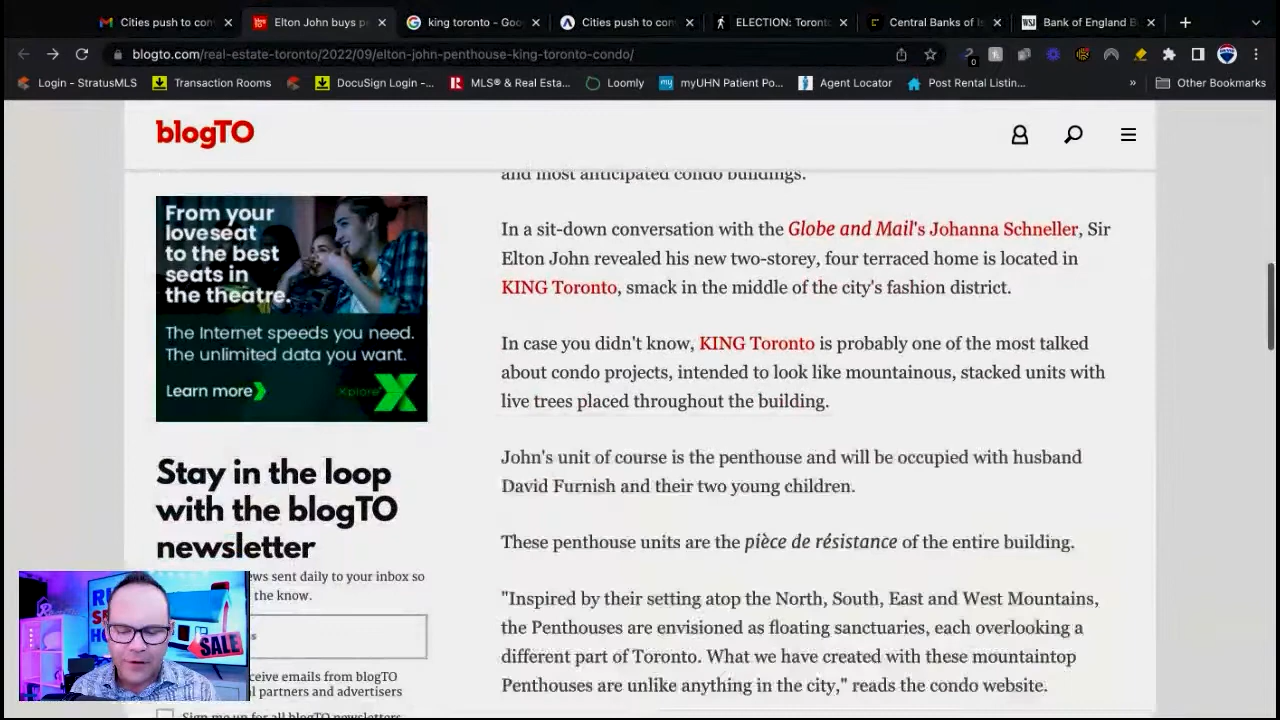 Cities push to con
Elton John buys p
king toronto - Goo
Cities push to com
ELECTION: Toronto
Central Banks of
WSJ
Bank of England B
blogto.com/real-estate-toronto/2022/09/elton-john-penthouse-king-toronto-condo/
0
Login - StratusMLS
Transaction Rooms
DocuSign Login -...
MLS® & Real Esta...
Loomly
my
myUHN Patient Po...
Agent Locator
Post Rental Listin...
»
Other Bookmarks
blogTO
From your
loveseat
to the best
seats in
the theatre.
The Internet speeds you need.
The unlimited data you want.
Learn more
Xplore
Stay in the loop
with the blogTO
newsletter
ews sent daily to your inbox so
the know.
s
ceive emails from blogTO
l partners and advertisers
Sign me up for all blogTO newsletters
SALE
and most anticipated condo buildings.
In a sit-down conversation with the Globe and Mail's Johanna Schneller, Sir
Elton John revealed his new two-storey, four terraced home is located in
KING Toronto, smack in the middle of the city's fashion district.
In case you didn't know, KING Toronto is probably one of the most talked
about condo projects, intended to look like mountainous, stacked units with
live trees placed throughout the building.
John's unit of course is the penthouse and will be occupied with husband
David Furnish and their two young children.
These penthouse units are the pièce de résistance of the entire building.
"Inspired by their setting atop the North, South, East and West Mountains,
the Penthouses are envisioned as floating sanctuaries, each overlooking a
different part of Toronto. What we have created with these mountaintop
Penthouses are unlike anything in the city," reads the condo website.